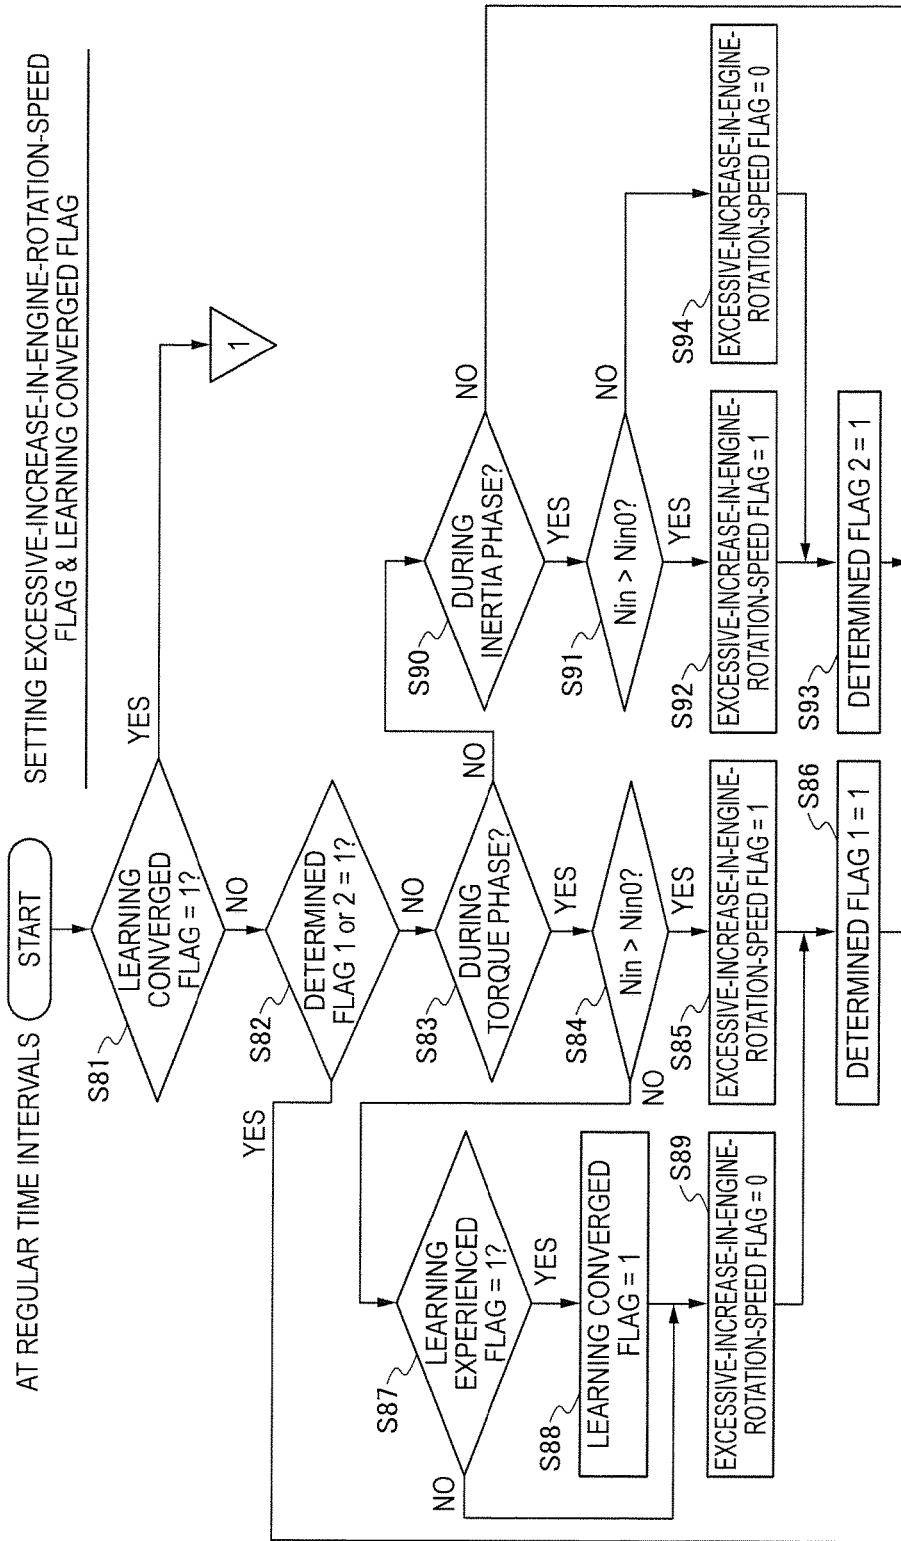 AT REGULAR TIME INTERVALS
START
SETTING EXCESSIVE-INCREASE-IN-ENGINE-ROTATION-SPEED
FLAG & LEARNING CONVERGED FLAG
S81
LEARNING
CONVERGED
FLAG = 1?
YES
1
NO
S82
DETERMINED
FLAG 1 or 2 = 1?
YES
NO
S83
DURING
TORQUE PHASE?
NO
YES
S84
Nin > Nin0?
NO
YES
S85
EXCESSIVE-INCREASE-IN-ENGINE-
ROTATION-SPEED FLAG = 1
S86
DETERMINED FLAG 1 = 1
S87
LEARNING
EXPERIENCED
FLAG = 1?
NO
YES
S88
LEARNING CONVERGED
FLAG = 1
S89
EXCESSIVE-INCREASE-IN-ENGINE-
ROTATION-SPEED FLAG = 0
S90
DURING
INERTIA PHASE?
NO
YES
S91
Nin > Nin0?
NO
YES
S92
EXCESSIVE-INCREASE-IN-ENGINE-
ROTATION-SPEED FLAG = 1
S93
DETERMINED FLAG 2 = 1
S94
EXCESSIVE-INCREASE-IN-ENGINE-
ROTATION-SPEED FLAG = 0